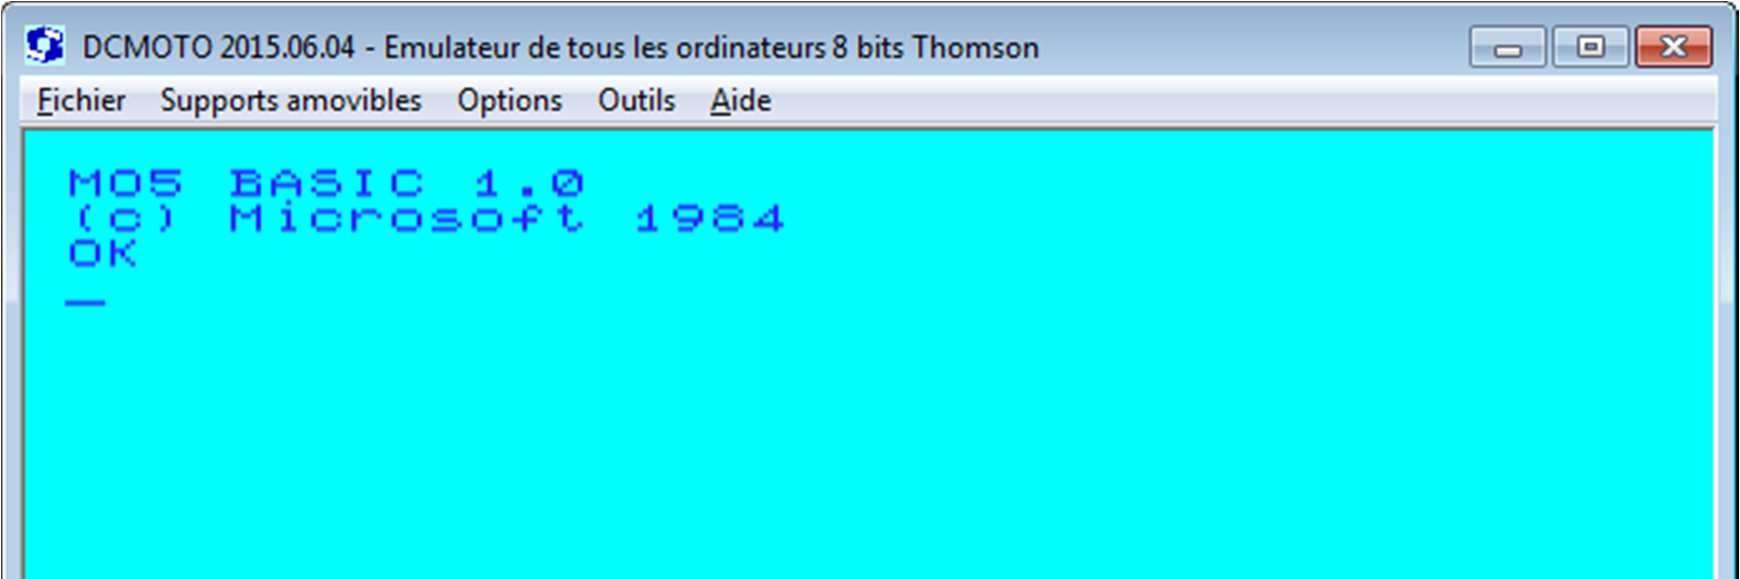 DCMOTO 2015.06.04 - Emulateur de tous les ordinateurs 8 bits Thomson
Fichier Supports amovibles Options Outils Aide
MO5 BASIC 1.0
(c) Microsoft 1984
OK